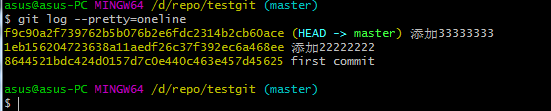 asus@asus-PC MINGW64 /d/repo/testgit (master)
$ git log --pretty=oneline
f9c90a2f739762b5b076b2e6fdc2314b2cb60ace (HEAD -> master) 添加33333333
1eb156204723638a11aedf26c37f392ec6a468ee 添加22222222
8644521bdc424d0157d7c0e440c463e457d45625 first commit
asus@asus-PC MINGW64 /d/repo/testgit (master)
$